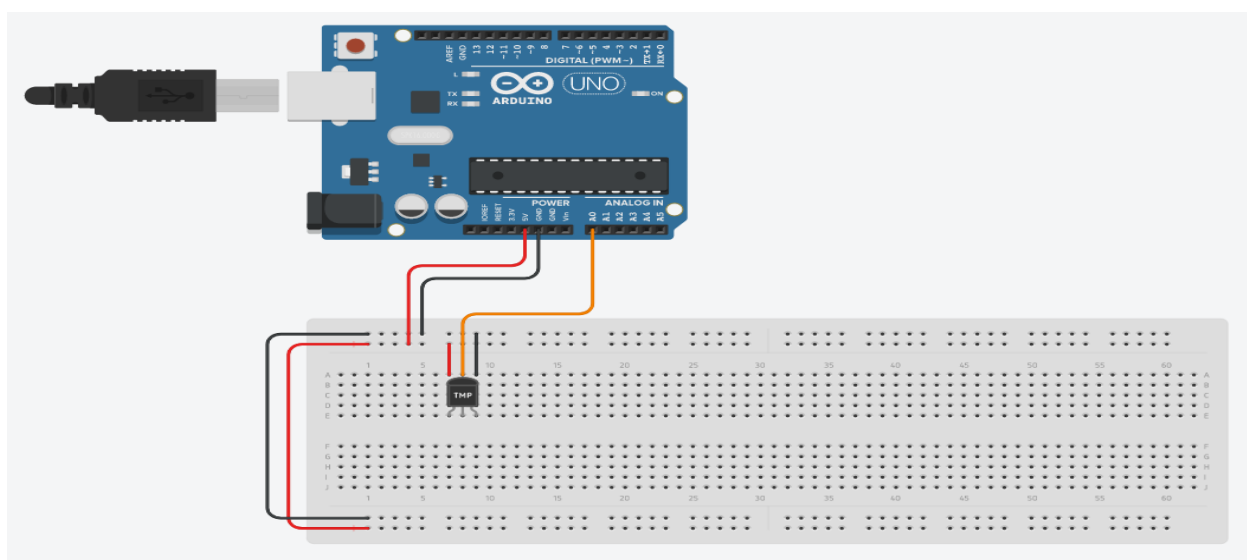 AREF GND 13 12 ~11 ~10 ~9 8 7 ~6 ~5 4 ~3 2 TX→1 RX←0
DIGITAL (PWM~)
L
TX
RX
ARDUINO
UNO
ON
POWER
ANALOG IN
IOREF RESET 3.3V 5V GND GND Vin A0 A1 A2 A3 A4 A5
1 5 10 15 20 25 30 35 40 45 50 55 60
A A
B B
C C
TMP
D D
E E
F F
G G
H H
I I
J J
1 5 10 15 20 25 30 35 40 45 50 55 60